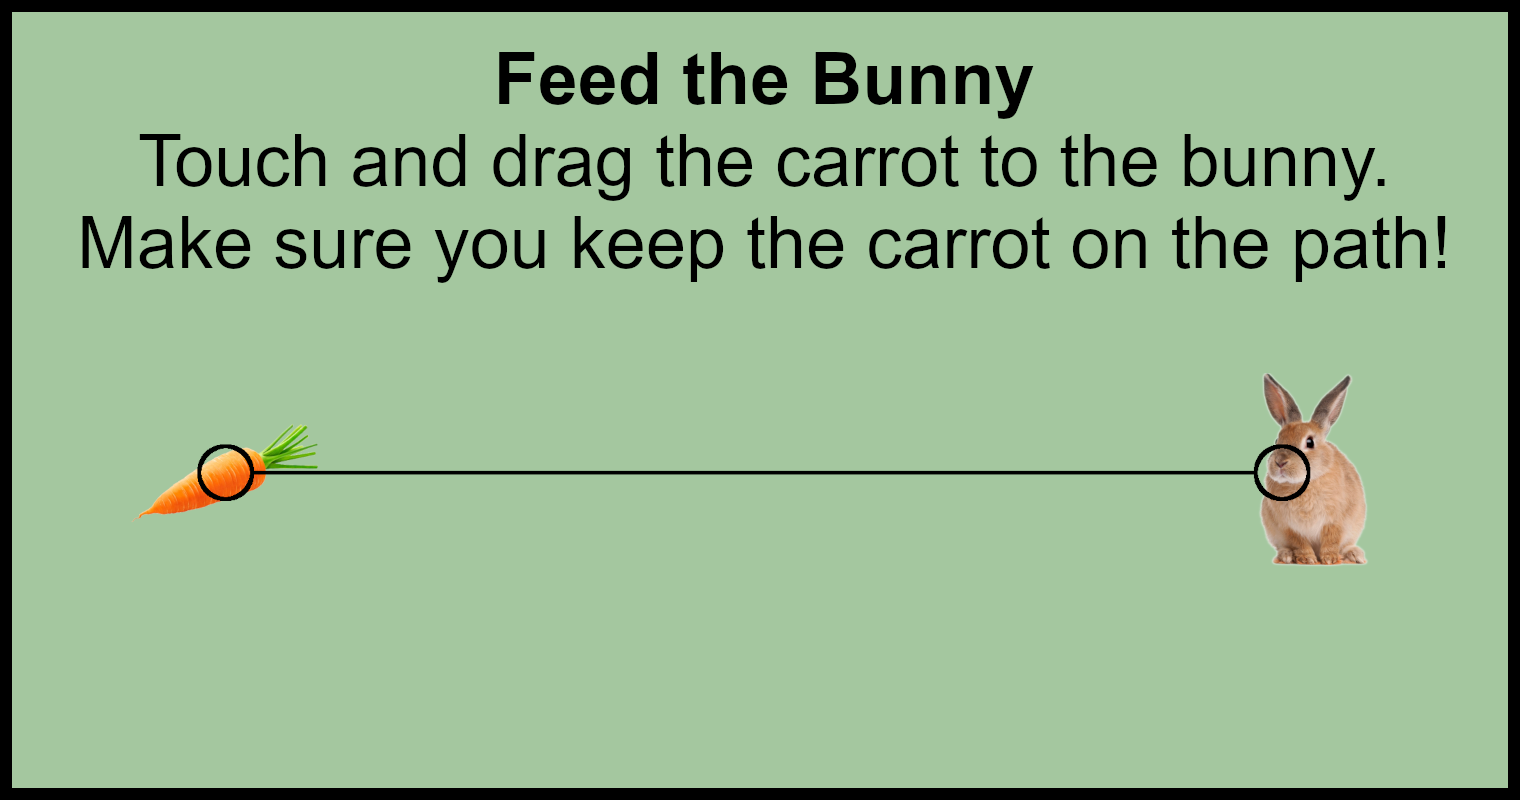 Feed the Bunny
Touch and drag the carrot to the bunny.
Make sure you keep the carrot on the path!